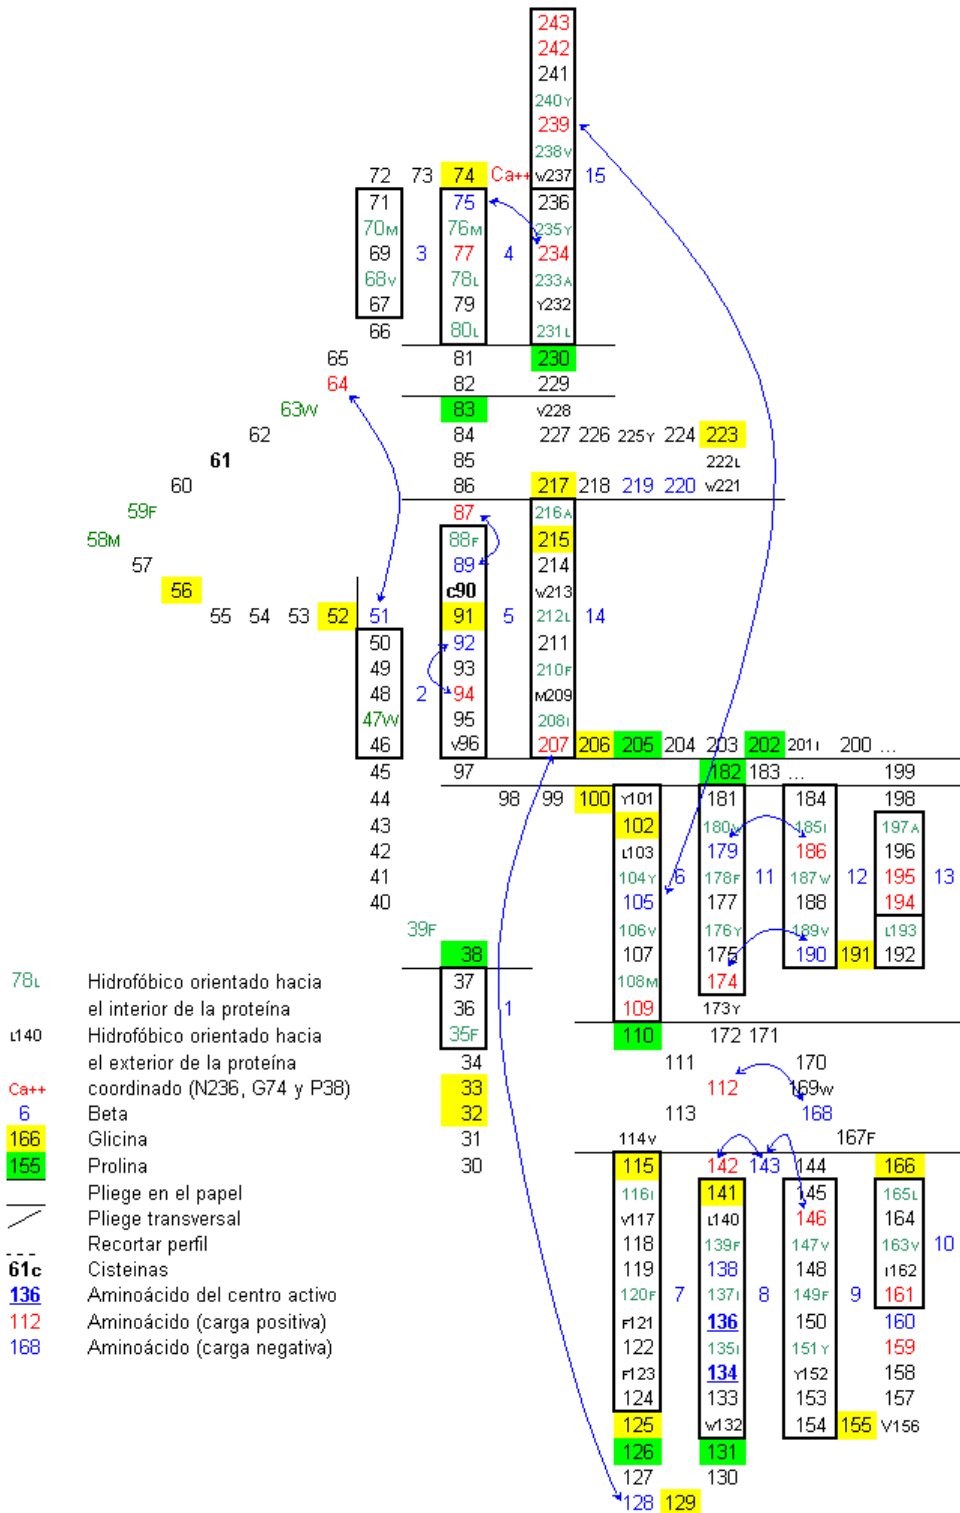 243
242
241
240Y
239
238V
72 73 74 Ca++ W237 15
71 75 236
70M 76M 235Y
69 3 77 4 234
68V 78L 233A
67 79 Y232
66 80L 231L
65 81 230
64 82 229
63W 83 V228
62 84 227 226 225Y 224 223
61 85 222L
60 86 217 218 219 220 W221
59F 87 216A
58M 88F 215
57 89 214
56 c90 W213
55 54 53 52 51 91 5 212L 14
50 92 211
49 93 210F
48 2 94 M209
47W 95 208I
46 V96 207 206 205 204 203 202 201I 200 ...
45 97 182 183 ... 199
44 98 99 100 Y101 181 184 198
43 102 180V 185I 197A
42 L103 179 186 196
41 104Y 6 178F 11 187W 12 195 13
40 105 177 188 194
39F 106V 176Y 189V L193
38 107 175 190 191 192
78L Hidrofóbico orientado hacia 37 108M 174
el interior de la proteína 36 1 109 173Y
L140 Hidrofóbico orientado hacia 35F 110 172 171
el exterior de la proteína 34 111 170
Ca++ coordinado (N236, G74 y P38) 33 112 169W
6 Beta 32 113 168
166 Glicina 31 114V 167F
155 Prolina 30 115 142 143 144 166
Pliege en el papel 116I 141 145 165L
Pliege transversal V117 L140 146 164
Recortar perfil 118 139F 147V 163V 10
61c Cisteinas 119 138 148 I162
136 Aminoácido del centro activo 120F 7 137I 8 149F 9 161
112 Aminoácido (carga positiva) F121 136 150 160
168 Aminoácido (carga negativa) 122 135I 151Y 159
F123 134 Y152 158
124 133 153 157
125 W132 154 155 V156
126 131
127 130
128 129